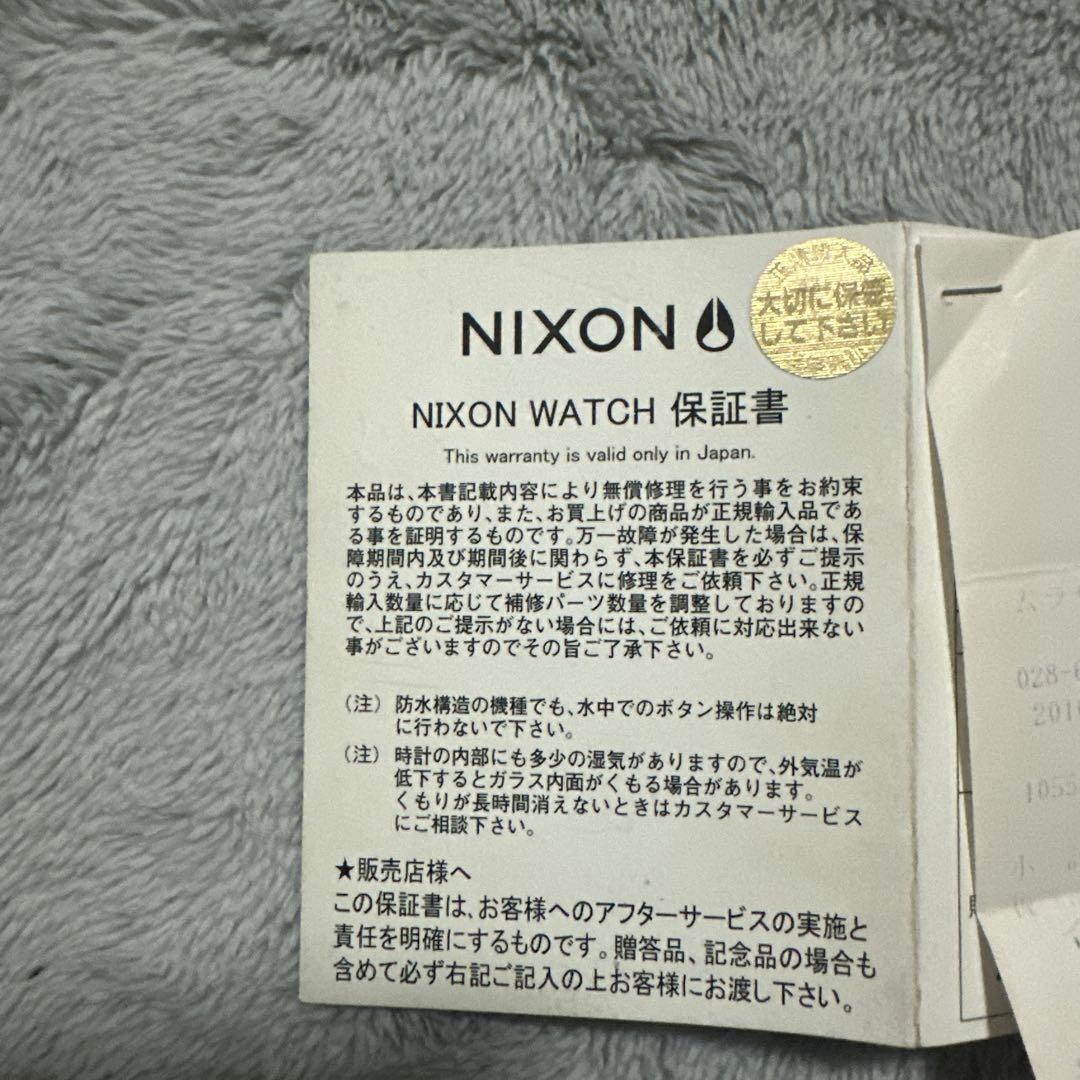 NIXON
正規輸入品
大切に保管
して下さい
NIXON WATCH 保証書
This warranty is valid only in Japan.
本品は、本書記載内容により無償修理を行う事をお約束
するものであり、また、お買上げの商品が正規輸入品であ
る事を証明するものです。万一故障が発生した場合は、保
障期間内及び期間後に関わらず、本保証書を必ずご提示
のうえ、カスタマーサービスに修理をご依頼下さい。正規
輸入数量に応じて補修パーツ数量を調整しておりますの
で、上記のご提示がない場合には、ご依頼に対応出来ない
事がございますのでその旨ご了承下さい。
（注） 防水構造の機種でも、水中でのボタン操作は絶対
に行わないで下さい。
（注） 時計の内部にも多少の湿気がありますので、外気温が
低下するとガラス内面がくもる場合があります。
くもりが長時間消えないときはカスタマーサービス
にご相談下さい。
★販売店様へ
この保証書は、お客様へのアフターサービスの実施と
責任を明確にするものです。贈答品、記念品の場合も
含めて必ず右記ご記入の上お客様にお渡し下さい。
028-6
201
1055
小